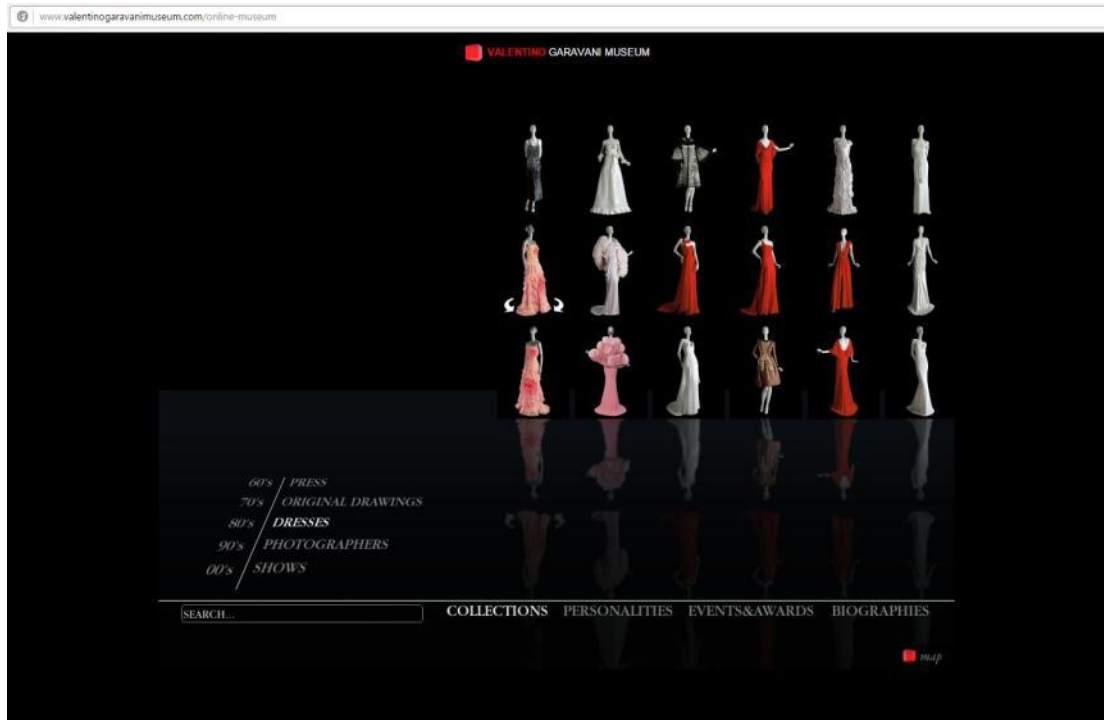 www.valentinogaravanimuseum.com/online-museum
VALENTINO GARAVANI MUSEUM
60's / PRESS
70's / ORIGINAL DRAWINGS
80's / DRESSES
90's / PHOTOGRAPHERS
00's / SHOWS
SEARCH...
COLLECTIONS PERSONALITIES EVENTS&AWARDS BIOGRAPHIES
map